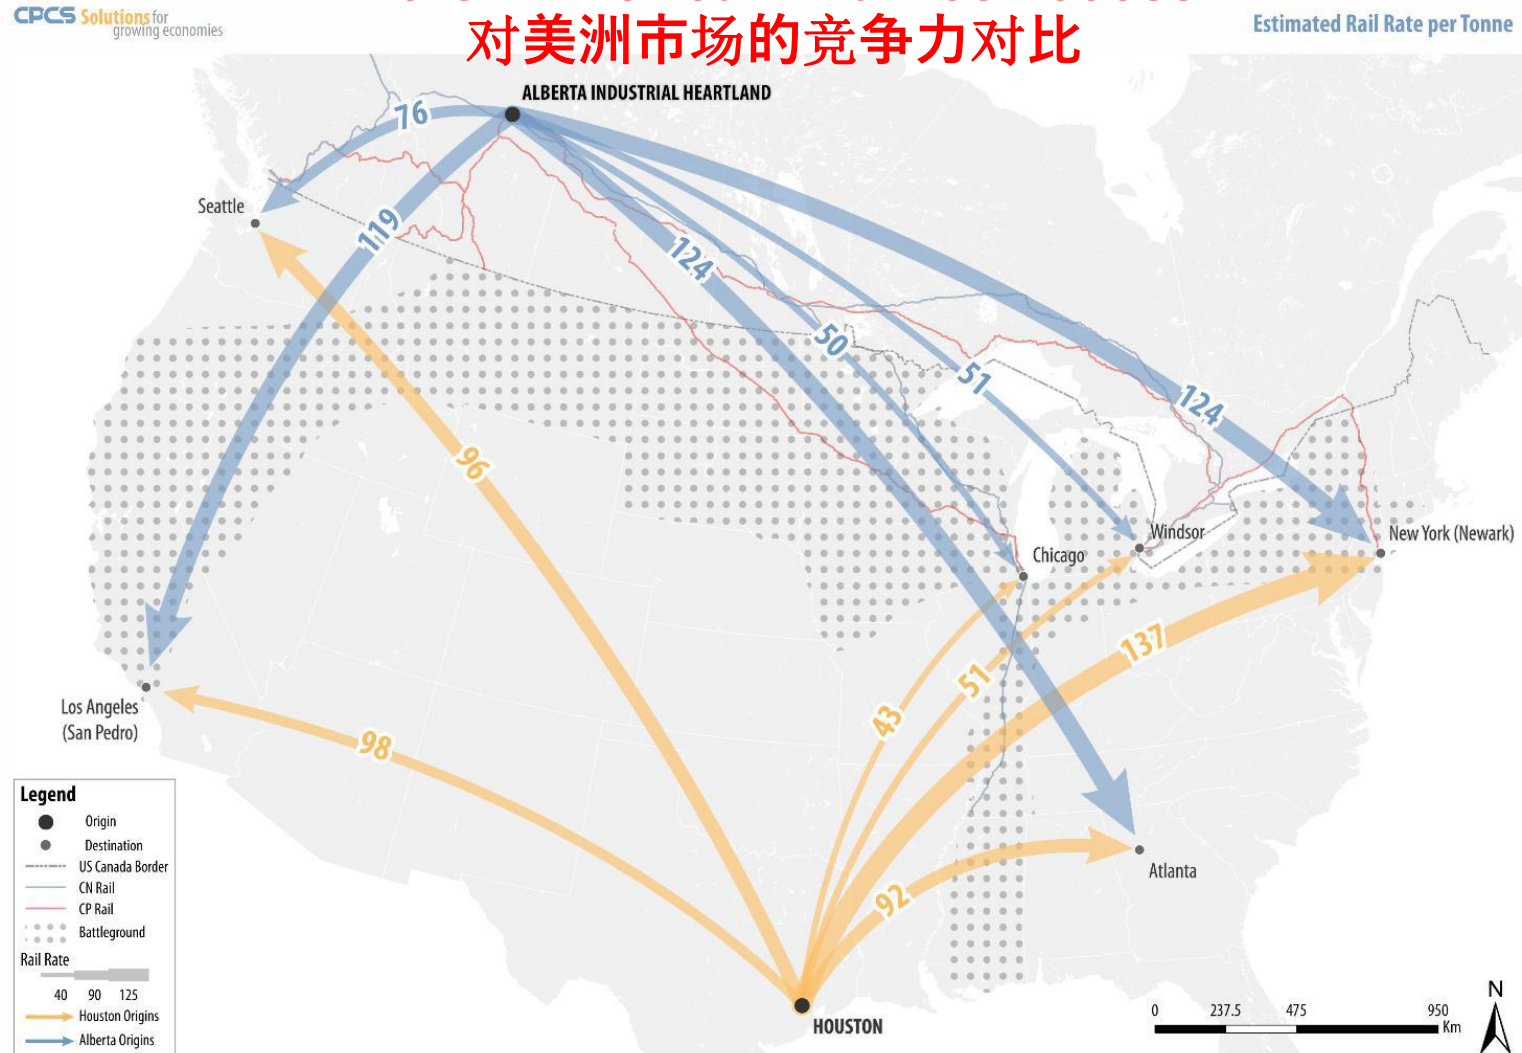 CPCS Solutions for
growing economies
对美洲市场的竞争力对比
Estimated Rail Rate per Tonne
ALBERTA INDUSTRIAL HEARTLAND
76
Seattle
119
124
50
51
124
96
Windsor
New York (Newark)
Chicago
137
51
43
Los Angeles
(San Pedro)
98
Atlanta
92
HOUSTON
Legend
Origin
Destination
US Canada Border
CN Rail
CP Rail
Battleground
Rail Rate
40 90 125
Houston Origins
Alberta Origins
0 237.5 475 950
Km
N